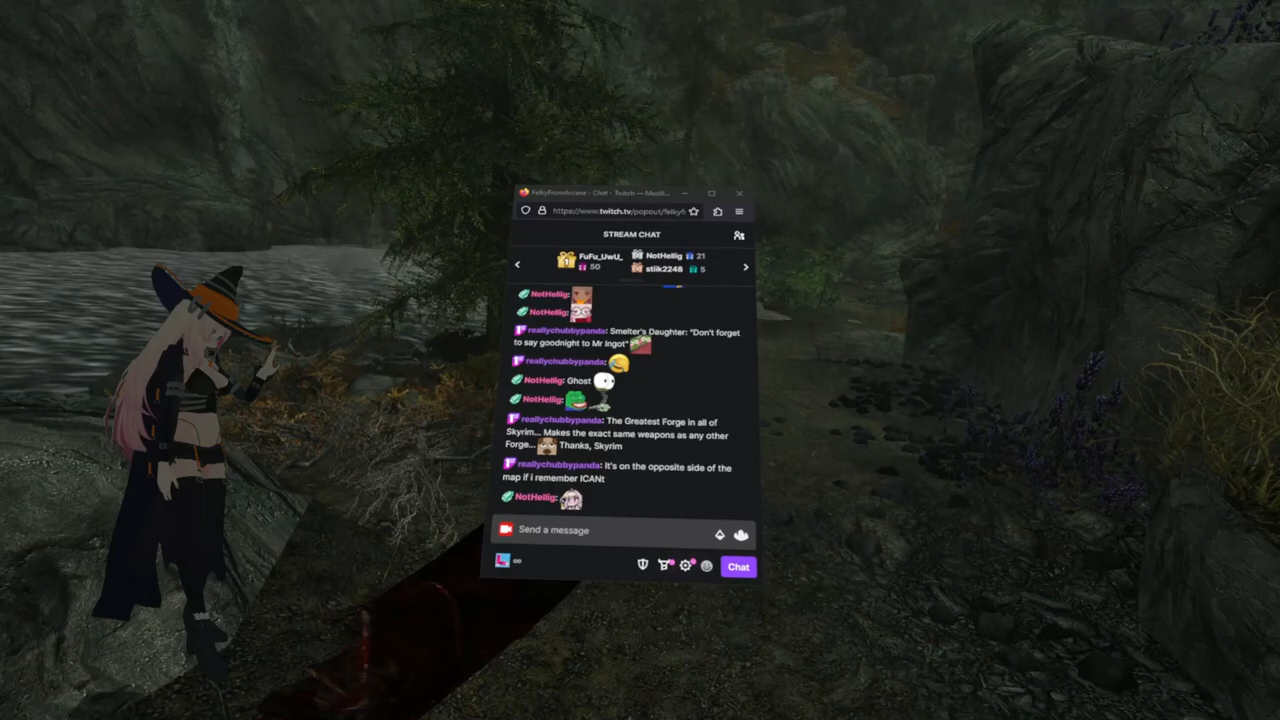 FelkyFromArcane - Chat - Twitch — Mozill...
https://www.twitch.tv/popout/felkyf
STREAM CHAT
1 FuFu_UwU_ 50
NotHellig 21
stiik2248 5
NotHellig:
NotHellig:
reallychubbypanda: Smelter's Daughter: "Don't forget
to say goodnight to Mr Ingot"
reallychubbypanda:
NotHellig: Ghost
NotHellig:
reallychubbypanda: The Greatest Forge in all of
Skyrim... Makes the exact same weapons as any other
Forge... Thanks, Skyrim
reallychubbypanda: It's on the opposite side of the
map if i remember ICANt
NotHellig:
Send a message
∞
Chat